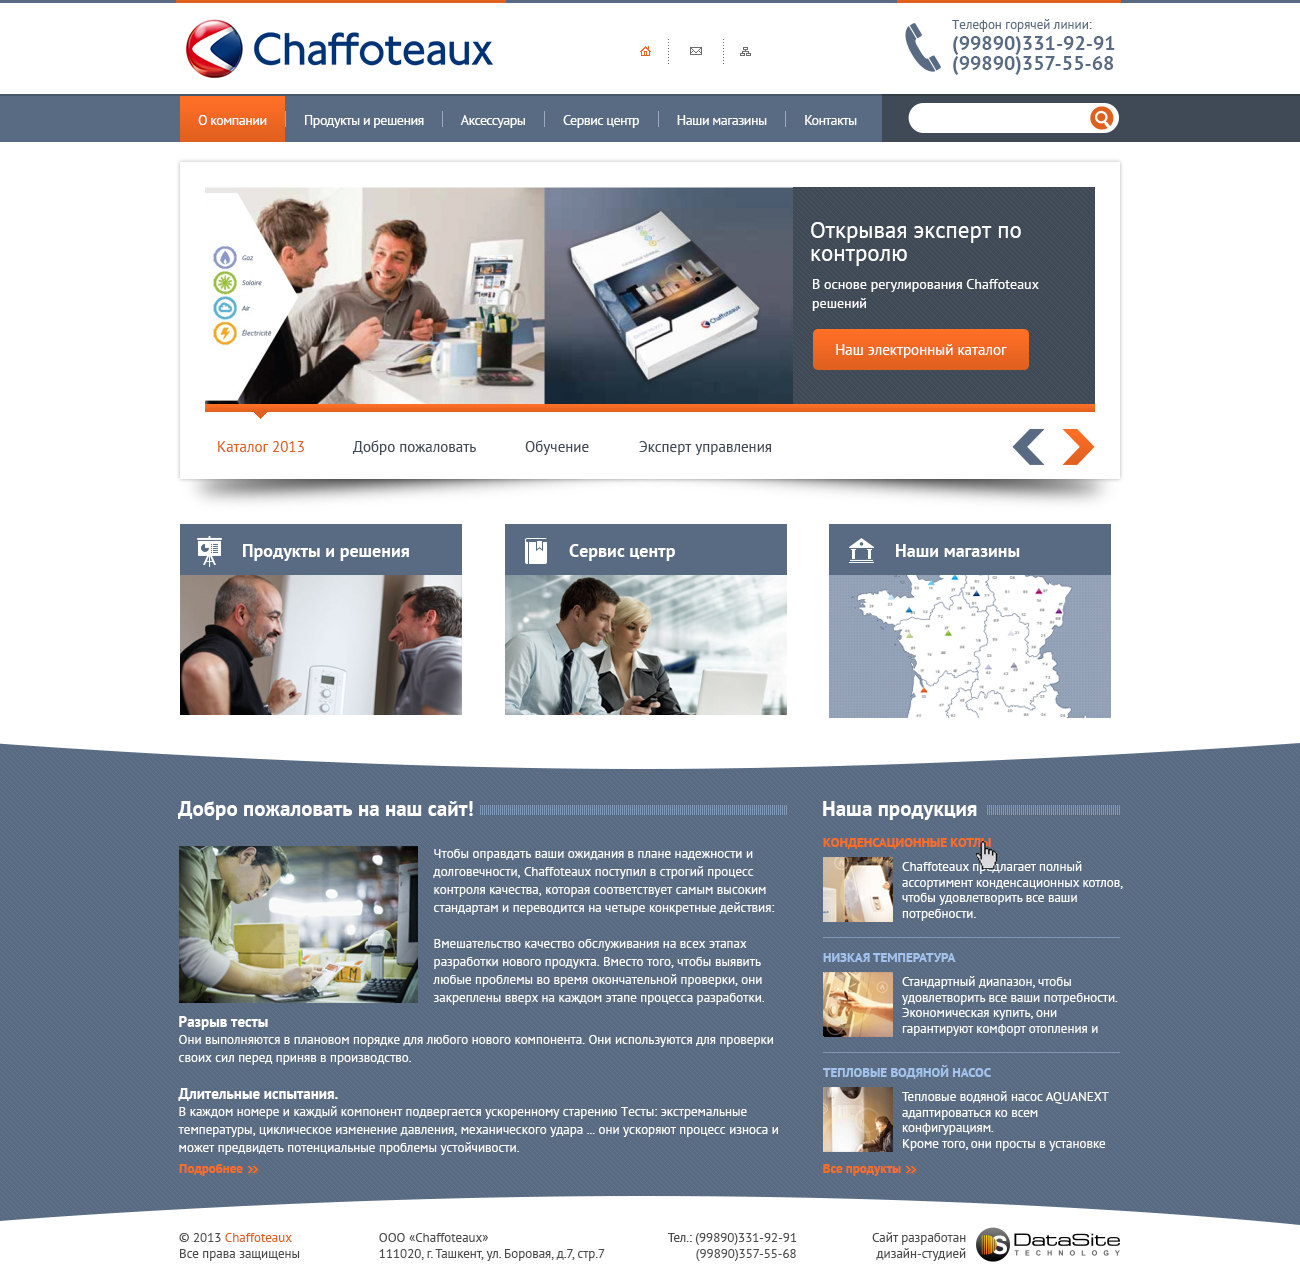 Chaffoteaux
Телефон горячей линии:
(99890)331-92-91
(99890)357-55-68
О компании
Продукты и решения
Аксессуары
Сервис центр
Наши магазины
Контакты
Gaz
Solaire
Air
Électricité
Chaffoteaux
Открывая эксперт по
контролю
В основе регулирования Chaffoteaux
решений
Наш электронный каталог
Каталог 2013
Добро пожаловать
Обучение
Эксперт управления
Продукты и решения
Сервис центр
Наши магазины
Добро пожаловать на наш сайт!
Чтобы оправдать ваши ожидания в плане надежности и
долговечности, Chaffoteaux поступил в строгий процесс
контроля качества, которая соответствует самым высоким
стандартам и переводится на четыре конкретные действия:
Вмешательство качество обслуживания на всех этапах
разработки нового продукта. Вместо того, чтобы выявить
любые проблемы во время окончательной проверки, они
закреплены вверх на каждом этапе процесса разработки.
Разрыв тесты
Они выполняются в плановом порядке для любого нового компонента. Они используются для проверки
своих сил перед приняв в производство.
Длительные испытания.
В каждом номере и каждый компонент подвергается ускоренному старению Тесты: экстремальные
температуры, циклическое изменение давления, механического удара ... они ускоряют процесс износа и
может предвидеть потенциальные проблемы устойчивости.
Подробнее
Наша продукция
КОНДЕНСАЦИОННЫЕ КОТЛЫ
Chaffoteaux предлагает полный
ассортимент конденсационных котлов,
чтобы удовлетворить все ваши
потребности.
НИЗКАЯ ТЕМПЕРАТУРА
Стандартный диапазон, чтобы
удовлетворить все ваши потребности.
Экономическая купить, они
гарантируют комфорт отопления и
ТЕПЛОВЫЕ ВОДЯНОЙ НАСОС
Тепловые водяной насос AQUANEXT
адаптироваться ко всем
конфигурациям.
Кроме того, они просты в установке
Все продукты
© 2013 Chaffoteaux
Все права защищены
ООО «Chaffoteaux»
111020, г. Ташкент, ул. Боровая, д.7, стр.7
Тел.: (99890)331-92-91
(99890)357-55-68
Сайт разработан
дизайн-студией
DataSite
TECHNOLOGY